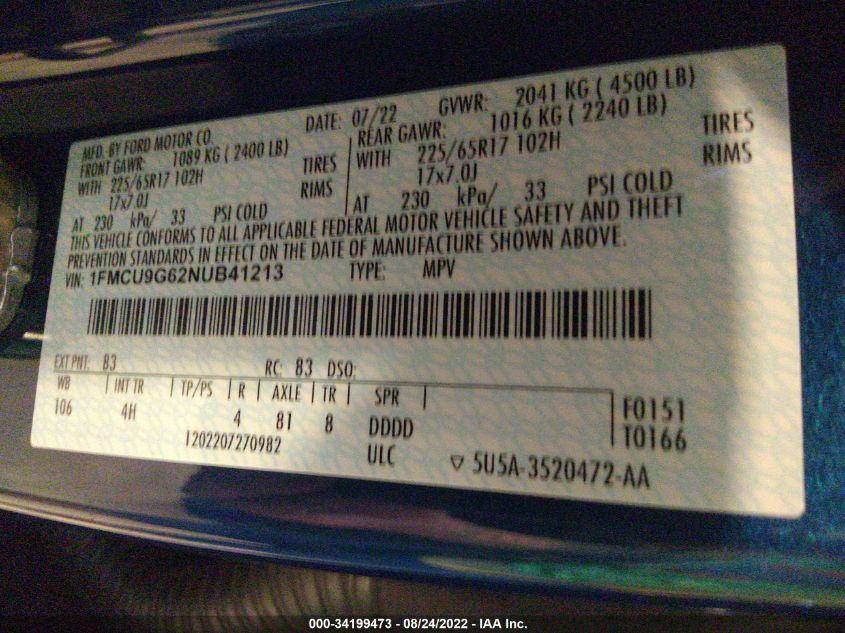 MFD. BY FORD MOTOR CO. DATE: 07/22 GVWR: 2041 KG ( 4500 LB)
FRONT GAWR: 1089 KG ( 2400 LB) REAR GAWR: 1016 KG ( 2240 LB)
WITH 225/65R17 102H TIRES WITH 225/65R17 102H TIRES
17x7.0J RIMS 17x7.0J RIMS
AT 230 kPa/ 33 PSI COLD AT 230 kPa/ 33 PSI COLD
THIS VEHICLE CONFORMS TO ALL APPLICABLE FEDERAL MOTOR VEHICLE SAFETY AND THEFT
PREVENTION STANDARDS IN EFFECT ON THE DATE OF MANUFACTURE SHOWN ABOVE.
VIN: 1FMCU9G62NUB41213 TYPE: MPV
EXT PNT: B3 RC: 83 DSO:
WB INT TR TP/PS R AXLE TR SPR
106 4H 4 81 8 DDDD F0151
1202207270982 ULC T0166
5U5A-3520472-AA
000-34199473 - 08/24/2022 - IAA Inc.